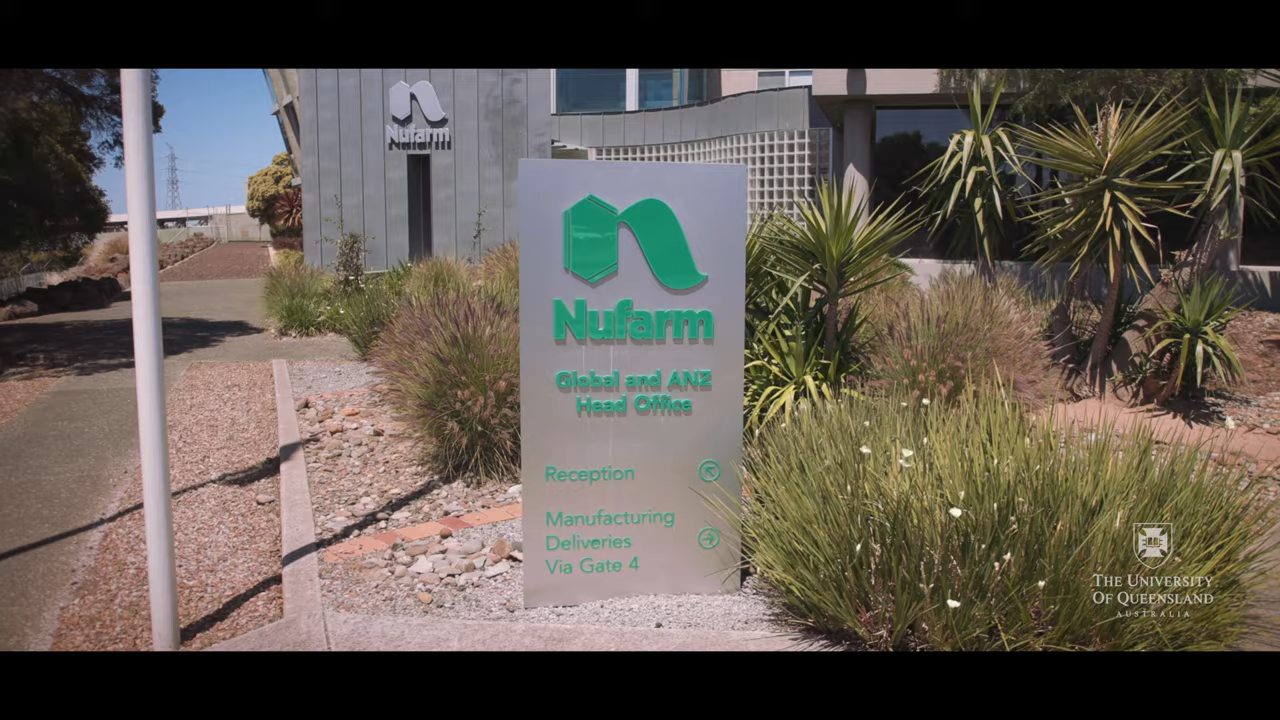 Nufarm
Nufarm
Global and ANZ
Head Office
Reception
Manufacturing
Deliveries
Via Gate 4
THE UNIVERSITY
OF QUEENSLAND
AUSTRALIA